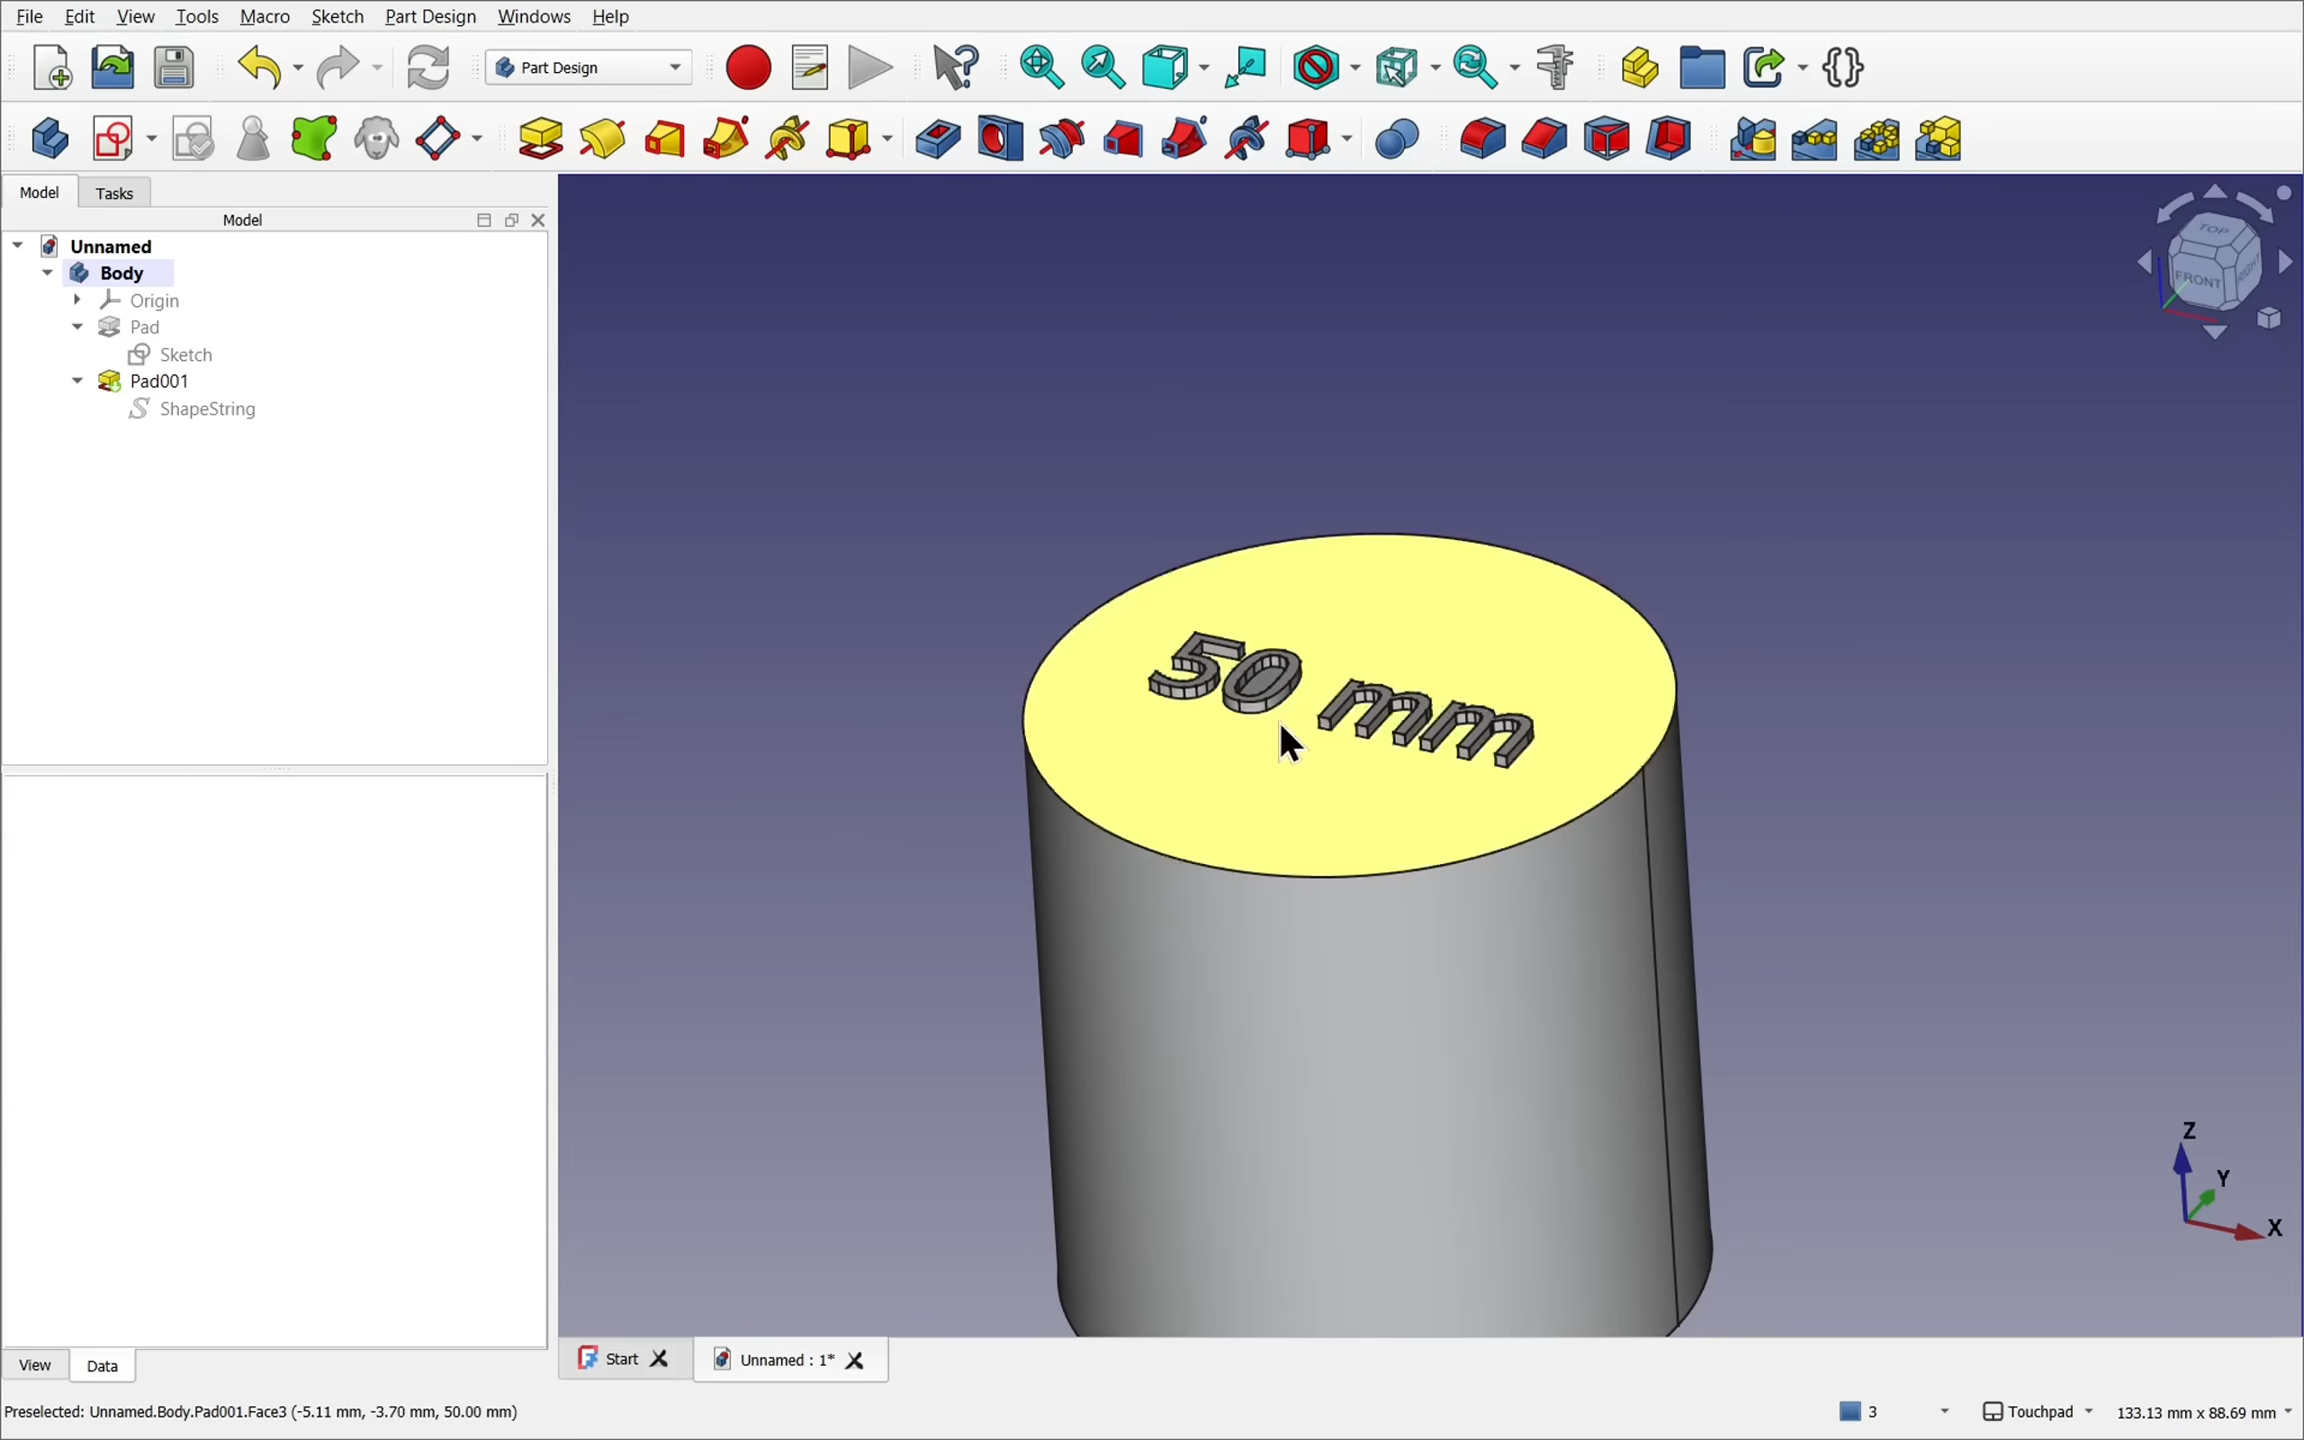 File Edit View Tools Macro Sketch Part Design Windows Help
Part Design
Model Tasks
Model
Unnamed
Body
Origin
Pad
Sketch
Pad001
ShapeString
TOP
FRONT
RIGHT
50 mm
Z
Y
X
View Data
Start Unnamed : 1*
Preselected: Unnamed.Body.Pad001.Face3 (-5.11 mm, -3.70 mm, 50.00 mm)
3 Touchpad 133.13 mm x 88.69 mm